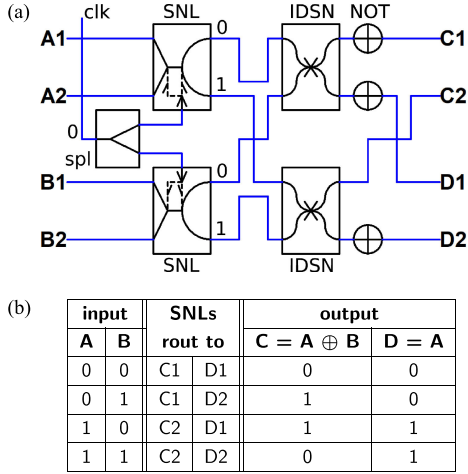 (a)
clk
SNL
IDSN
NOT
A1
0
C1
A2
1
C2
0
spl
B1
0
D1
B2
1
D2
SNL
IDSN
(b)
input SNLs output
A B rout to C = A ⊕ B D = A
0 0 C1 D1 0 0
0 1 C1 D2 1 0
1 0 C2 D1 1 1
1 1 C2 D2 0 1